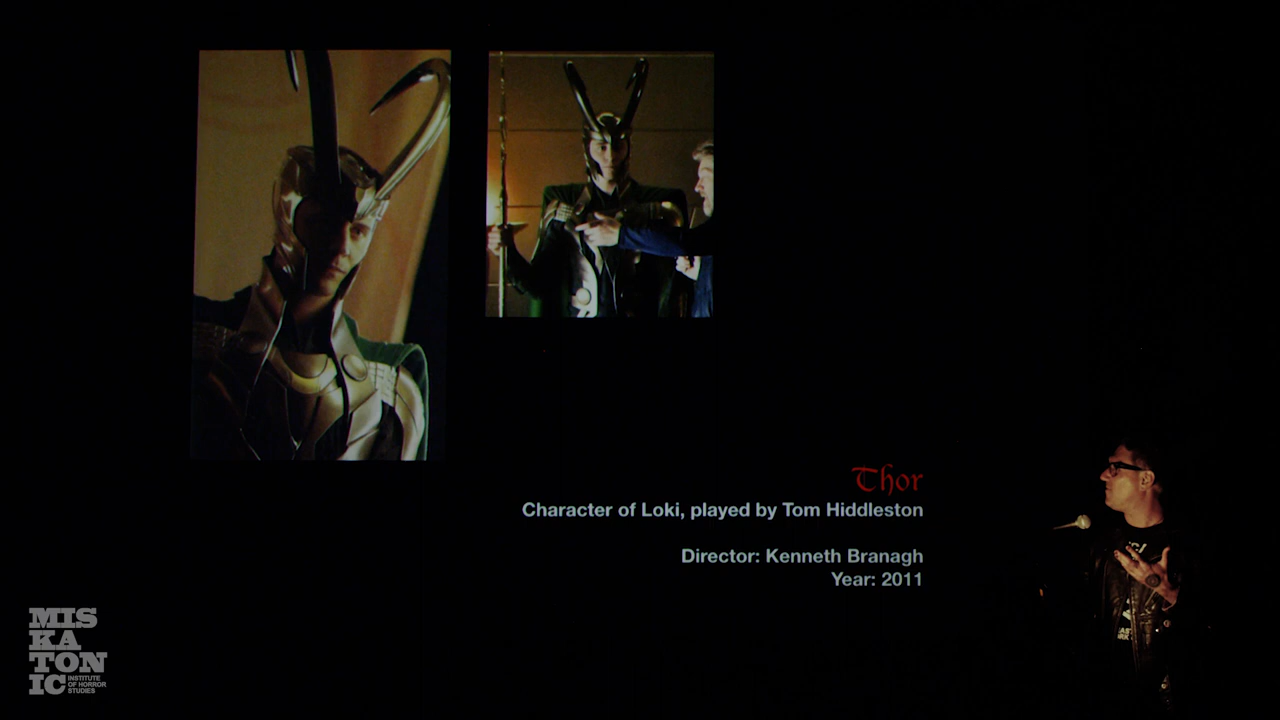 Thor
Character of Loki, played by Tom Hiddleston
Director: Kenneth Branagh
Year: 2011
MIS
KA
TON
IC
INSTITUTE
OF HORROR
STUDIES